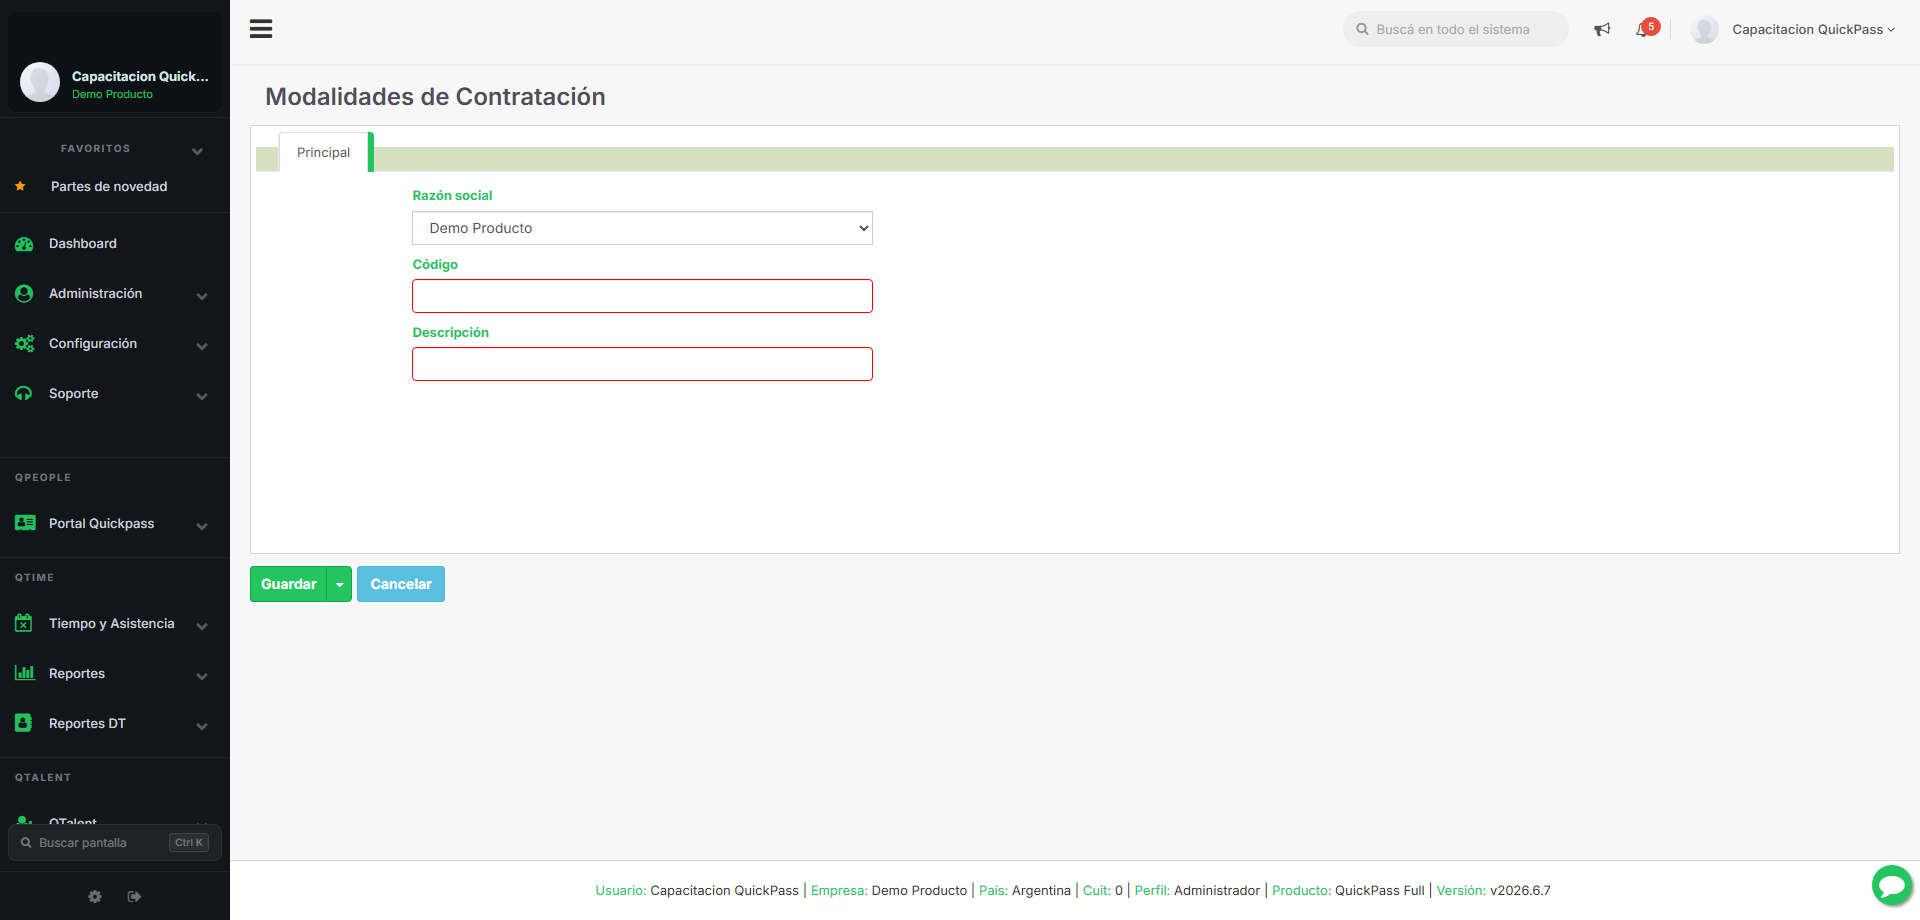 Capacitacion Quick...
Demo Producto
FAVORITOS
Partes de novedad
Dashboard
Administración
Configuración
Soporte
QPEOPLE
Portal Quickpass
QTIME
Tiempo y Asistencia
Reportes
Reportes DT
QTALENT
QTalent
Buscar pantalla
Ctrl K
Buscá en todo el sistema
5
Capacitacion QuickPass
Modalidades de Contratación
Principal
Razón social
Demo Producto
Código
Descripción
Guardar
Cancelar
Usuario: Capacitacion QuickPass | Empresa: Demo Producto | País: Argentina | Cuit: 0 | Perfil: Administrador | Producto: QuickPass Full | Versión: v2026.6.7